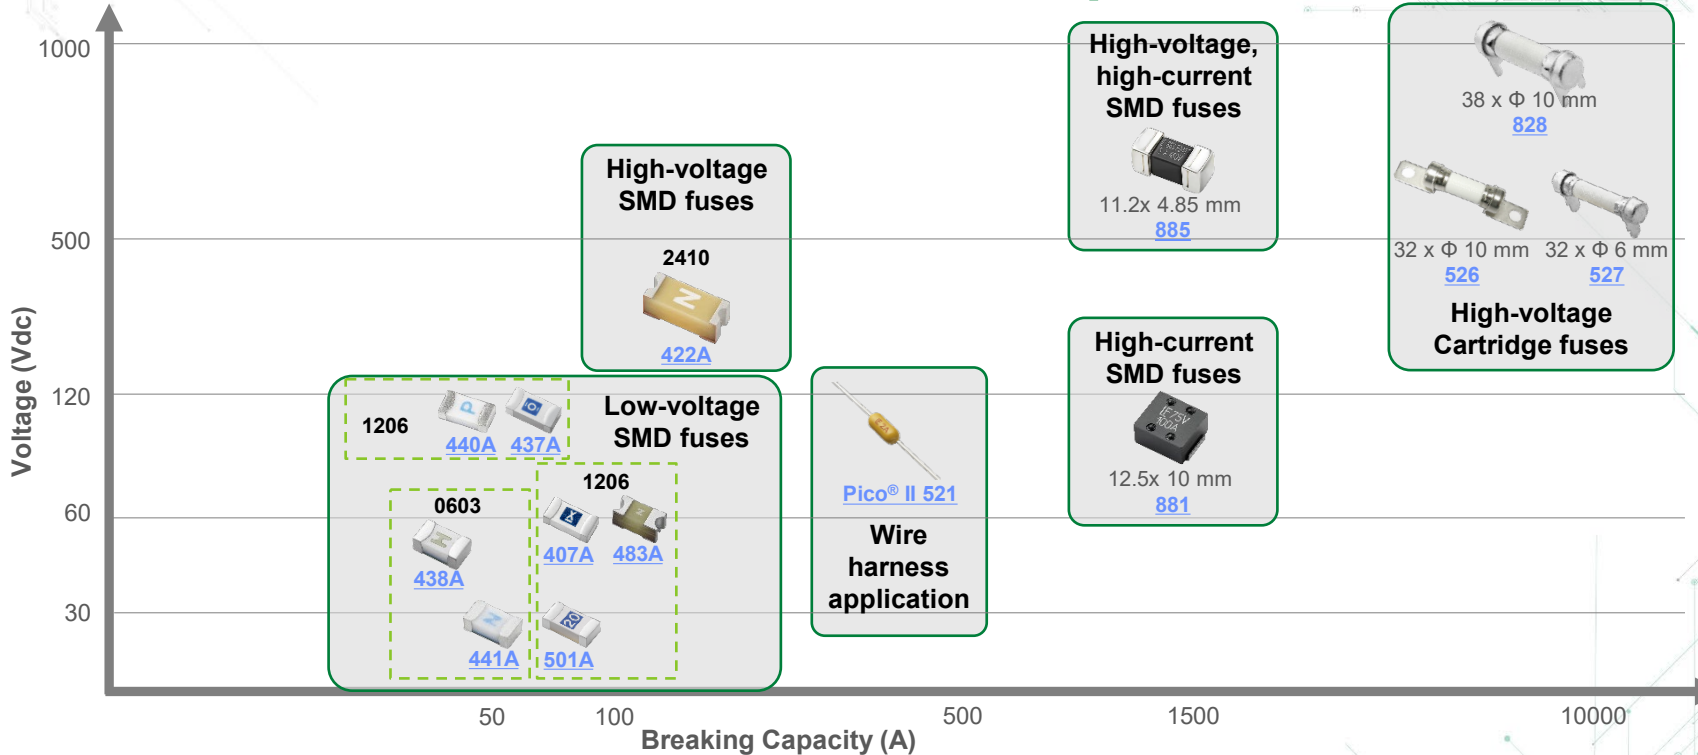 Voltage (Vdc)
1000
500
120
60
30
High-voltage,
high-current
SMD fuses
11.2x 4.85 mm
885
38 x Φ 10 mm
828
32 x Φ 10 mm
526
32 x Φ 6 mm
527
High-voltage
Cartridge fuses
High-voltage
SMD fuses
2410
N
422A
High-current
SMD fuses
1F75V
100A
12.5x 10 mm
881
Low-voltage
SMD fuses
1206
P
440A
437A
1206
407A
N
483A
20
501A
0603
438A
N
441A
Pico® II 521
Wire
harness
application
50
100
500
1500
10000
Breaking Capacity (A)